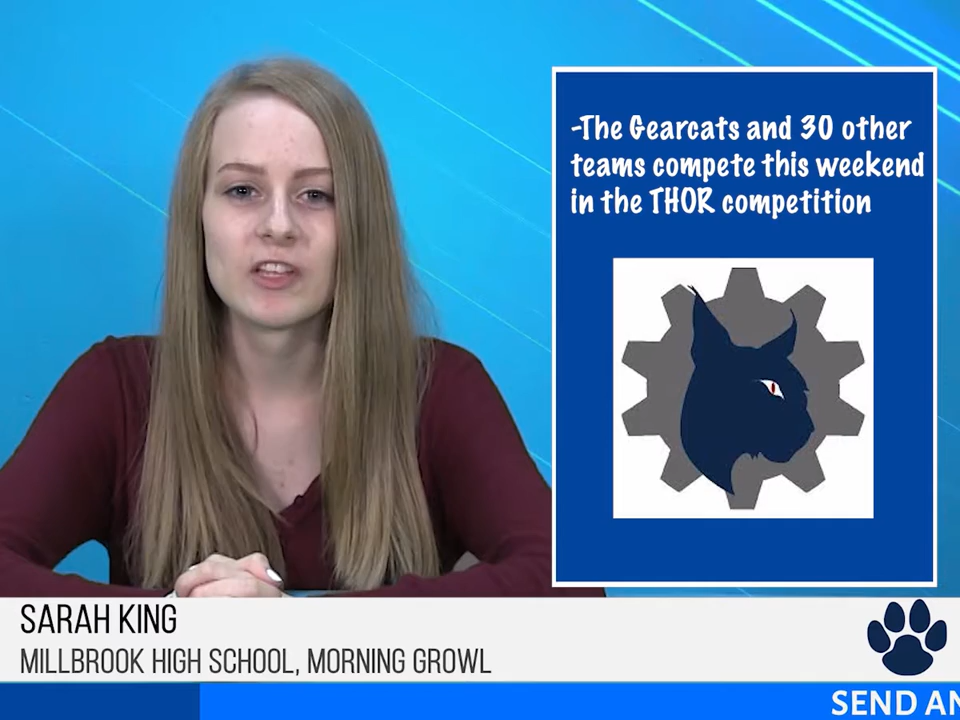 -The Gearcats and 30 other
teams compete this weekend
in the THOR competition
SARAH KING
MILLBROOK HIGH SCHOOL, MORNING GROWL
SEND AN